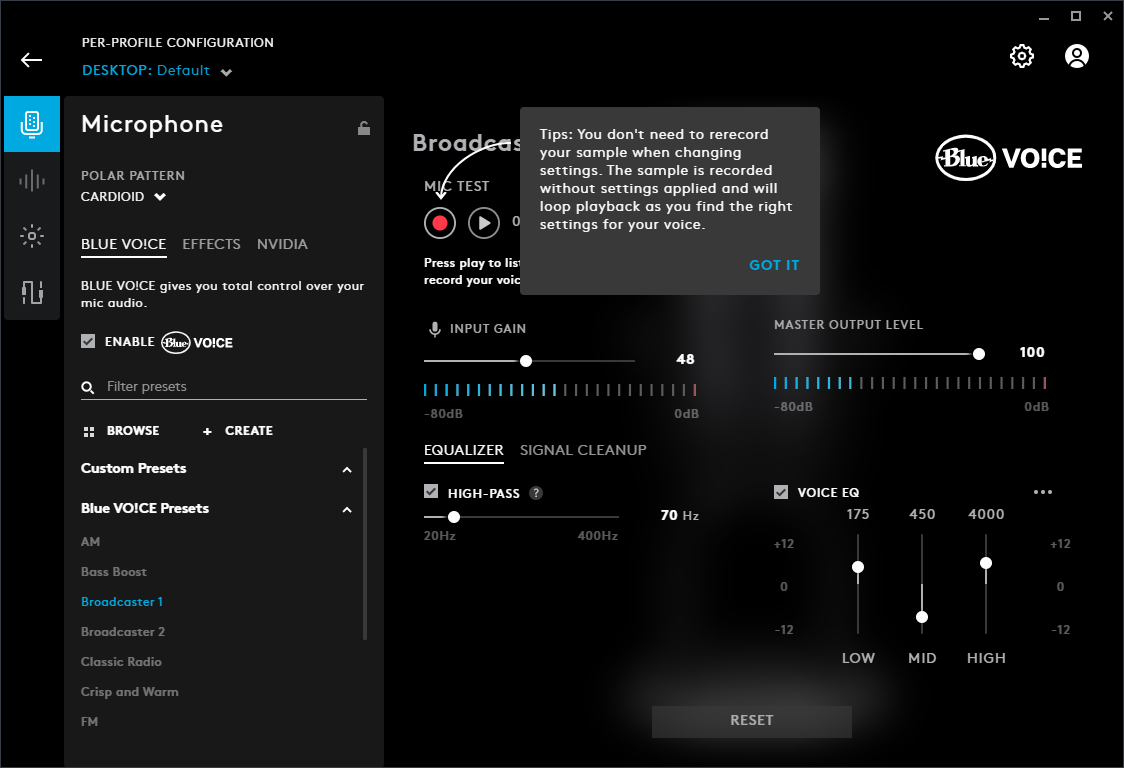 PER-PROFILE CONFIGURATION
DESKTOP: Default
Microphone
POLAR PATTERN
CARDIOID
BLUE VO!CE EFFECTS NVIDIA
BLUE VO!CE gives you total control over your
mic audio.
ENABLE Blue VO!CE
Filter presets
BROWSE + CREATE
Custom Presets
Blue VO!CE Presets
AM
Bass Boost
Broadcaster 1
Broadcaster 2
Classic Radio
Crisp and Warm
FM
Tips: You don't need to rerecord
your sample when changing
settings. The sample is recorded
without settings applied and will
loop playback as you find the right
settings for your voice.
GOT IT
Blue VO!CE
MIC TEST
Press play to
record your
INPUT GAIN
48
-80dB 0dB
MASTER OUTPUT LEVEL
100
-80dB 0dB
EQUALIZER SIGNAL CLEANUP
HIGH-PASS ?
70 Hz
20Hz 400Hz
VOICE EQ
175 450 4000
+12 +12
0 0
-12 -12
LOW MID HIGH
RESET